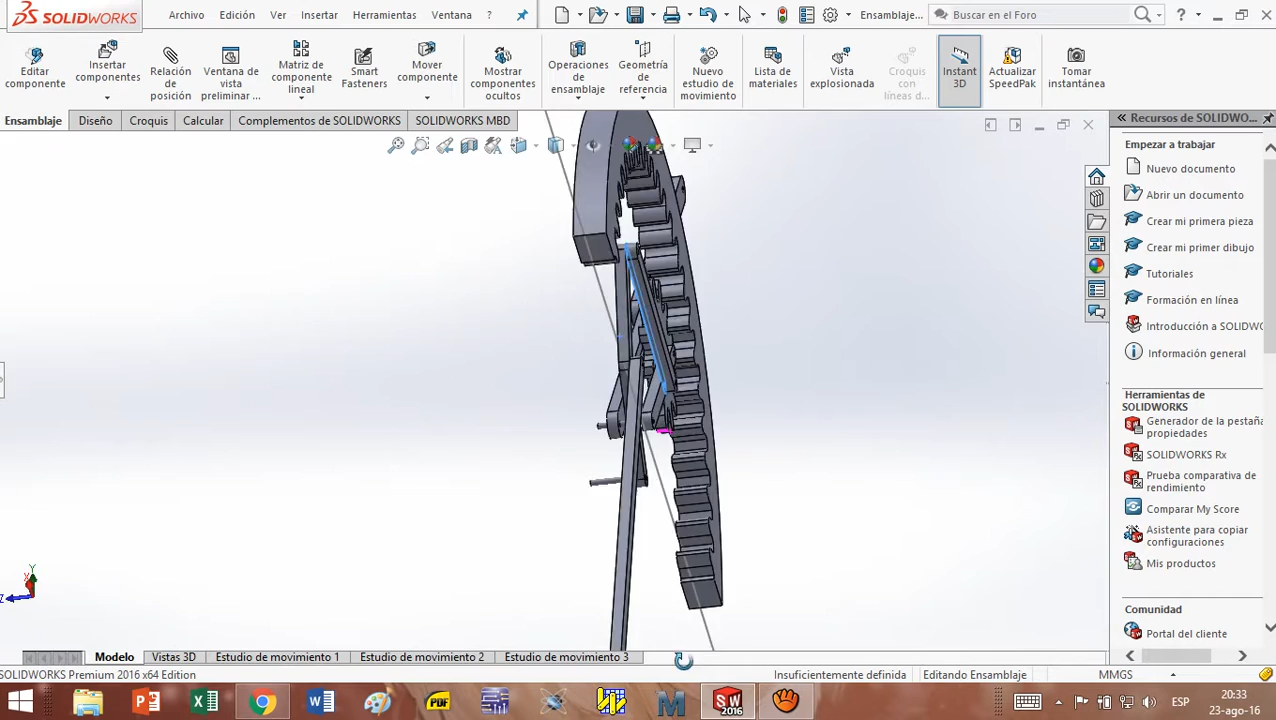 SOLIDWORKS
Archivo Edición Ver Insertar Herramientas Ventana ? Ensamblaje... Buscar en el Foro ?
Editar componente
Insertar componentes
Relación de posición
Ventana de vista preliminar ...
Matriz de componente lineal
Smart Fasteners
Mover componente
Mostrar componentes ocultos
Operaciones de ensamblaje
Geometría de referencia
Nuevo estudio de movimiento
Lista de materiales
Vista explosionada
Croquis con líneas d...
Instant 3D
Actualizar SpeedPak
Tomar instantánea
Ensamblaje Diseño Croquis Calcular Complementos de SOLIDWORKS SOLIDWORKS MBD
Recursos de SOLIDWO...
Empezar a trabajar
Nuevo documento
Abrir un documento
Crear mi primera pieza
Crear mi primer dibujo
Tutoriales
Formación en línea
Introducción a SOLIDWO
Información general
Herramientas de
SOLIDWORKS
Generador de la pestaña
propiedades
SOLIDWORKS Rx
Prueba comparativa de
rendimiento
Comparar My Score
Asistente para copiar
configuraciones
Mis productos
Comunidad
Portal del cliente
Y
X
Z
Modelo Vistas 3D Estudio de movimiento 1 Estudio de movimiento 2 Estudio de movimiento 3
SOLIDWORKS Premium 2016 x64 Edition Insuficientemente definida Editando Ensamblaje MMGS
PDF
SW
2016
ESP
20:33
23-ago.-16